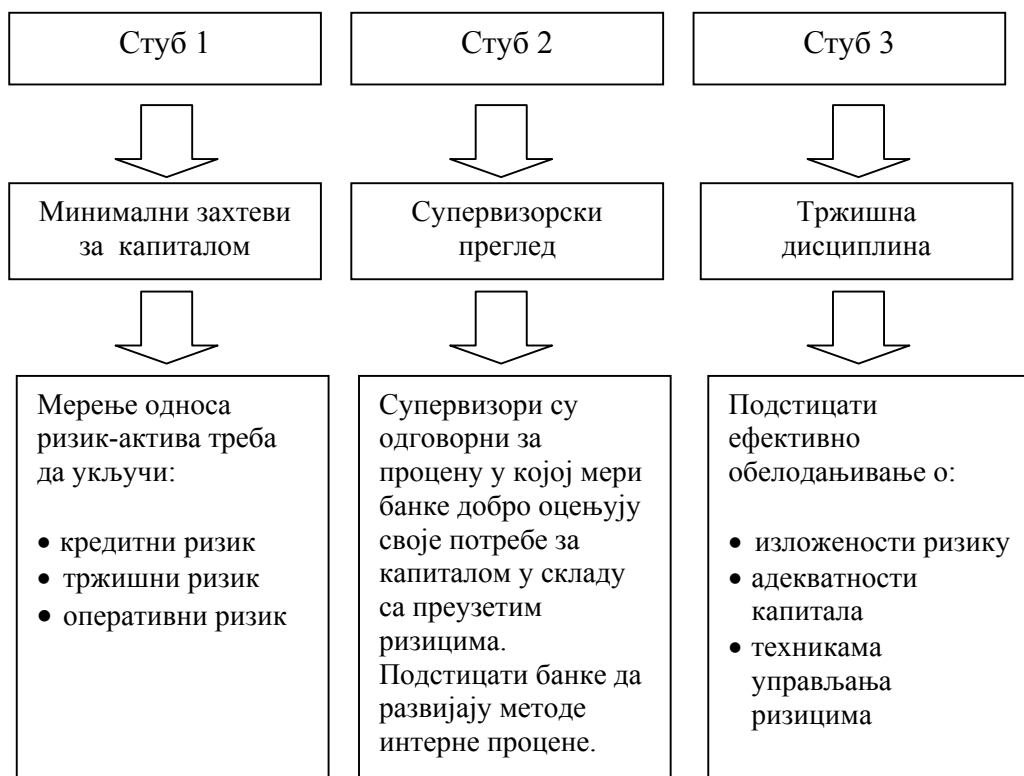 Стуб 1
Стуб 2
Стуб 3
Минимални захтеви
за капиталом
Супервизорски
преглед
Тржишна
дисциплина
Мерење односа
ризик-актива треба
да укључи:
• кредитни ризик
• тржишни ризик
• оперативни ризик
Супервизори су
одговорни за
процену у којој мери
банке добро оцењују
своје потребе за
капиталом у складу
са преузетим
ризицима.
Подстицати банке да
развијају методе
интерне процене.
Подстицати
ефективно
обелодањивање о:
• изложености ризику
• адекватности
капитала
• техникама
управљања
ризицима